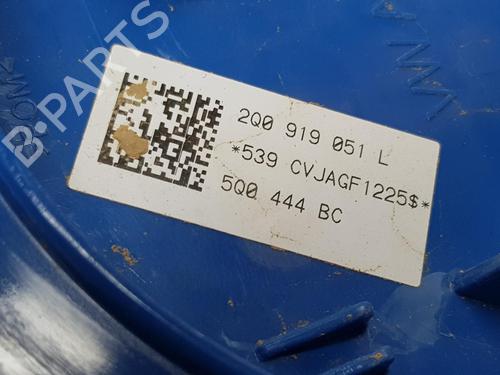 B-PARTS
2Q0 919 051 L
*539 CVJAGF1225$*
5Q0 444 BC